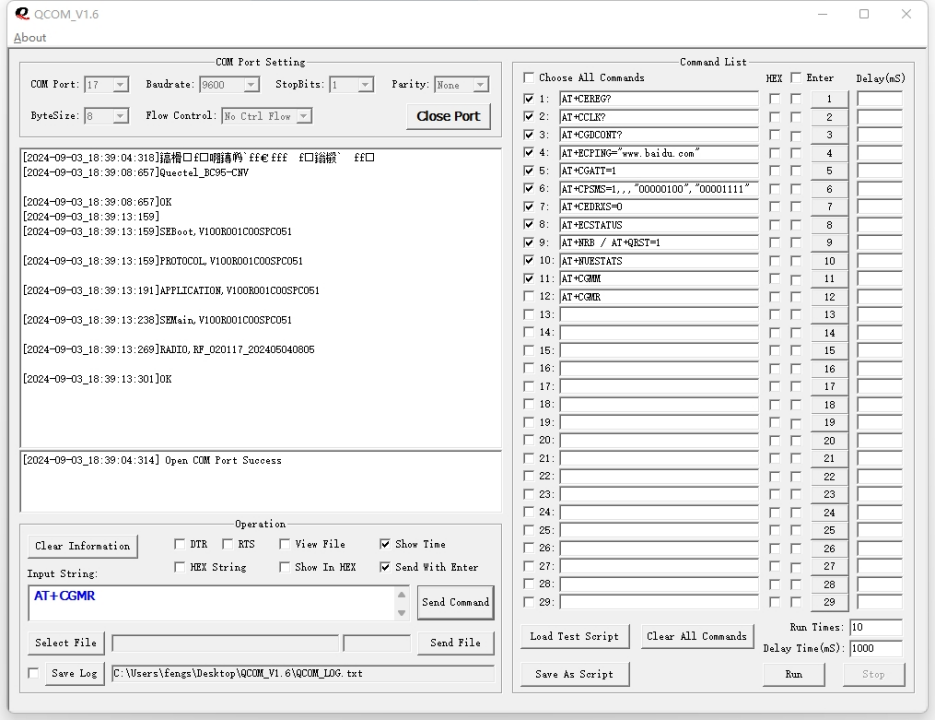 QCOM_V1.6
About
COM Port Setting
COM Port: 17 Baudrate: 9600 StopBits: 1 Parity: None
ByteSize: 8 Flow Control: No Ctrl Flow Close Port
[2024-09-03_18:39:04:318]
[2024-09-03_18:39:08:657]Quectel_BC95-CNV
[2024-09-03_18:39:08:657]OK
[2024-09-03_18:39:13:159]
[2024-09-03_18:39:13:159]SEBoot,V100R001C00SPC051
[2024-09-03_18:39:13:159]PROTOCOL,V100R001C00SPC051
[2024-09-03_18:39:13:191]APPLICATION,V100R001C00SPC051
[2024-09-03_18:39:13:238]SEMain,V100R001C00SPC051
[2024-09-03_18:39:13:269]RADIO,RF_020117_202405040805
[2024-09-03_18:39:13:301]OK
[2024-09-03_18:39:04:314] Open COM Port Success
Operation
Clear Information DTR RTS View File Show Time
HEX String Show In HEX Send With Enter
Input String:
AT+CGMR
Send Command
Select File Send File
Save Log C:\Users\fengs\Desktop\QCOM_V1.6\QCOM_LOG.txt
Command List
Choose All Commands HEX Enter Delay(mS)
1: AT+CEREG? 1
2: AT+CCLK? 2
3: AT+CGDCONT? 3
4: AT+ECPING="www.baidu.com" 4
5: AT+CGATT=1 5
6: AT+CPSMS=1,,,"00000100","00001111" 6
7: AT+CEDRXS=0 7
8: AT+ECSTATUS 8
9: AT+NRB / AT+QRST=1 9
10: AT+NUESTATS 10
11: AT+CGMM 11
12: AT+CGMR 12
13: 13
14: 14
15: 15
16: 16
17: 17
18: 18
19: 19
20: 20
21: 21
22: 22
23: 23
24: 24
25: 25
26: 26
27: 27
28: 28
29: 29
Load Test Script Clear All Commands Run Times: 10
Delay Time(mS): 1000
Save As Script Run Stop